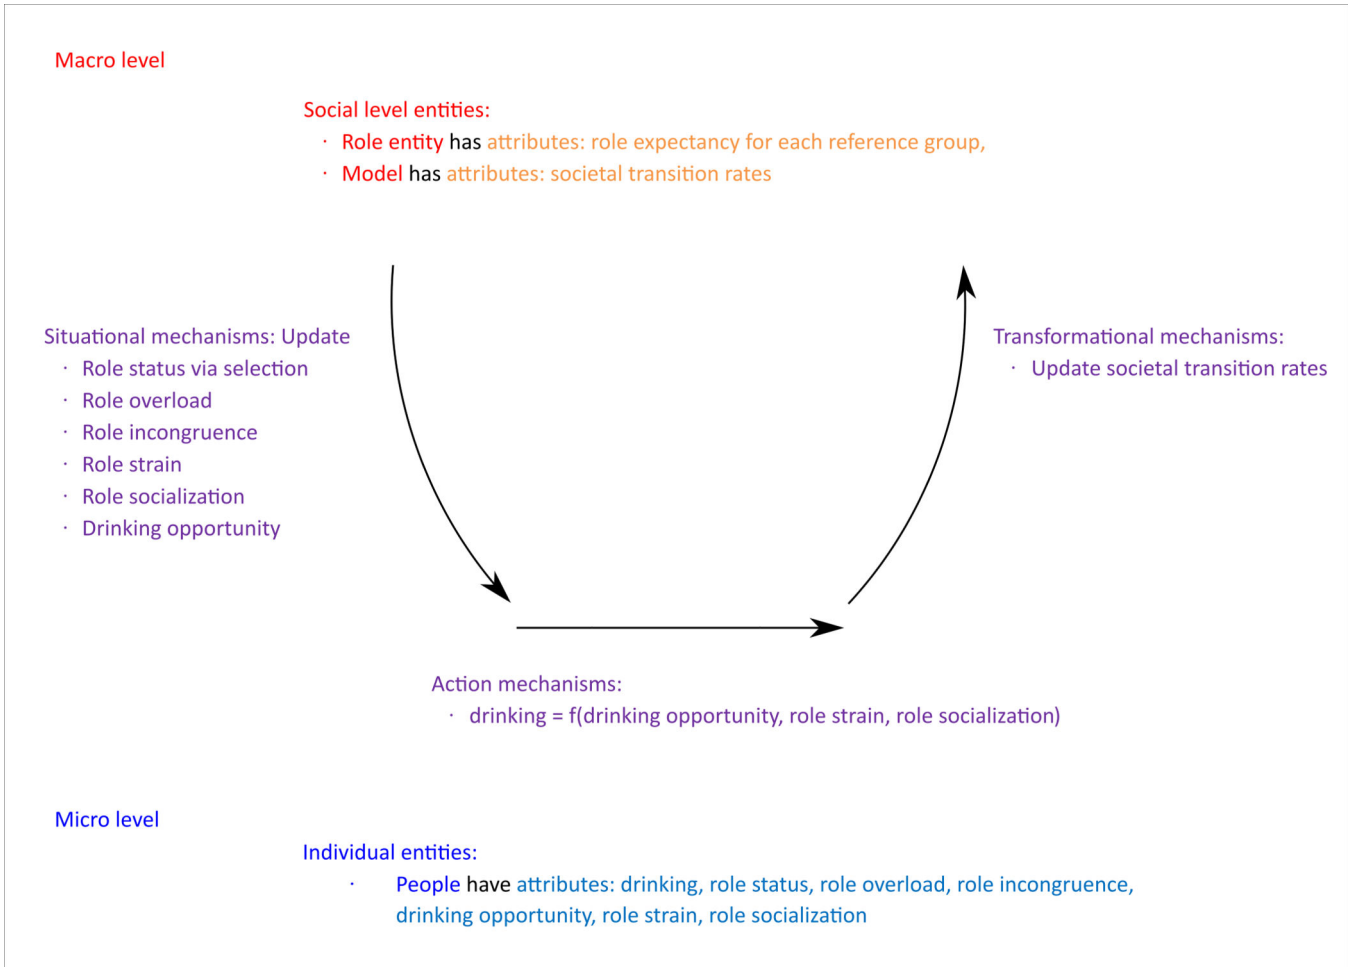 Macro level
Social level entities:
· Role entity has attributes: role expectancy for each reference group,
· Model has attributes: societal transition rates
Situational mechanisms: Update
· Role status via selection
· Role overload
· Role incongruence
· Role strain
· Role socialization
· Drinking opportunity
Transformational mechanisms:
· Update societal transition rates
Action mechanisms:
· drinking = f(drinking opportunity, role strain, role socialization)
Micro level
Individual entities:
· People have attributes: drinking, role status, role overload, role incongruence,
drinking opportunity, role strain, role socialization